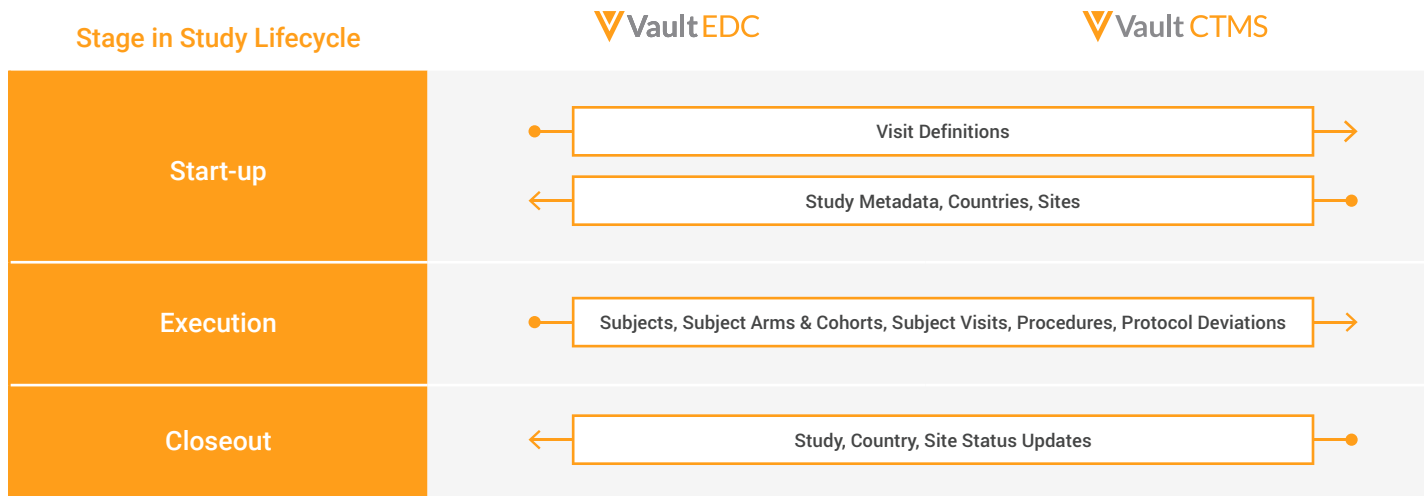 Stage in Study Lifecycle
Vault EDC
Vault CTMS
Start-up
Visit Definitions
Study Metadata, Countries, Sites
Execution
Subjects, Subject Arms & Cohorts, Subject Visits, Procedures, Protocol Deviations
Closeout
Study, Country, Site Status Updates